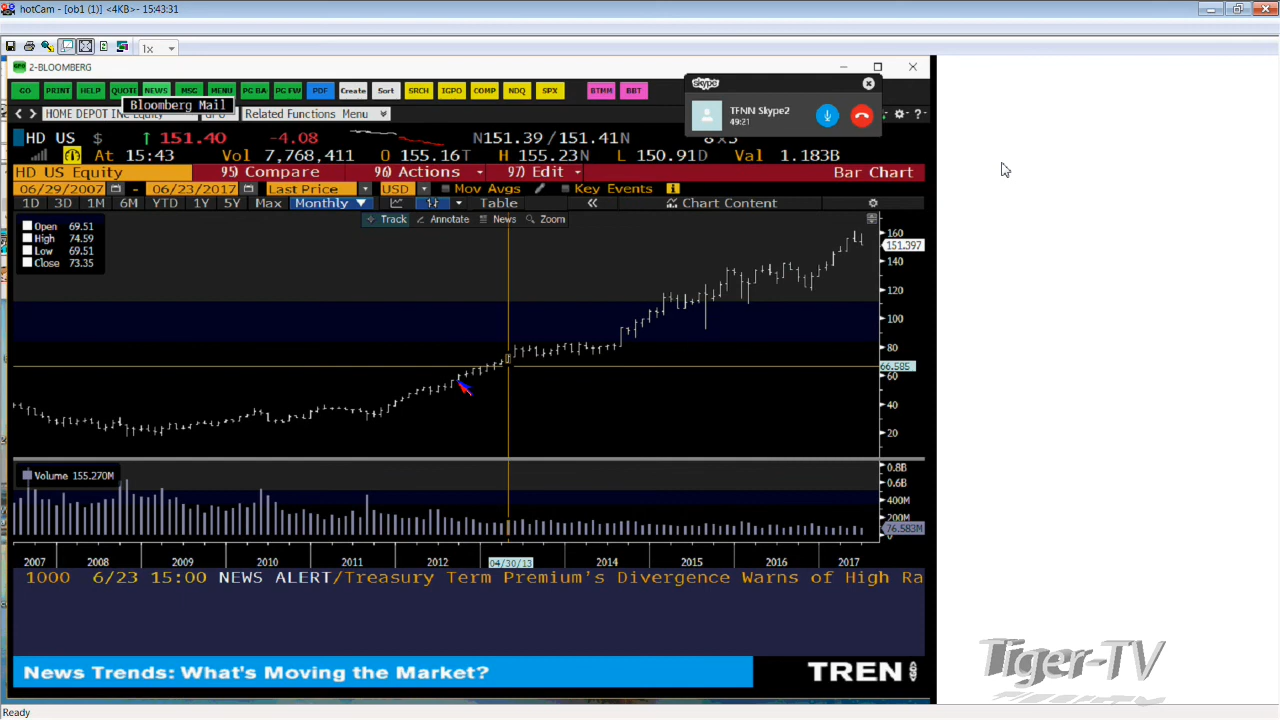 hotCam - [ob1 (1)] <4KB> - 15:43:31
1x
2-BLOOMBERG
skype
GO PRINT HELP QUOTE NEWS MSG MENU PG BA PG FW PDF Create Sort SRCH IGPO COMP NDQ SPX BTMM BBT
Bloomberg Mail
TFNN Skype2
49:21
HOME DEPOT INC Equity GPO Related Functions Menu
HD US $ ↑ 151.40 -4.08 N151.39 / 151.41N
At 15:43 Vol 7,768,411 O 155.16T H 155.23N L 150.91D Val 1.183B
HD US Equity 95) Compare 96) Actions 97) Edit Bar Chart
06/29/2007 - 06/23/2017 Last Price USD Mov Avgs Key Events
1D 3D 1M 6M YTD 1Y 5Y Max Monthly Table « Chart Content
Track Annotate News Zoom
Open 69.51
High 74.59
Low 69.51
Close 73.35
160
151.397
140
120
100
80
66.585
60
40
20
Volume 155.270M
0.8B
0.6B
400M
200M
76.583M
0
2007 2008 2009 2010 2011 2012 04/30/13 2014 2015 2016 2017
1000 6/23 15:00 NEWS ALERT/Treasury Term Premium's Divergence Warns of High Ra
News Trends: What's Moving the Market?
TREN
Tiger-TV
Ready